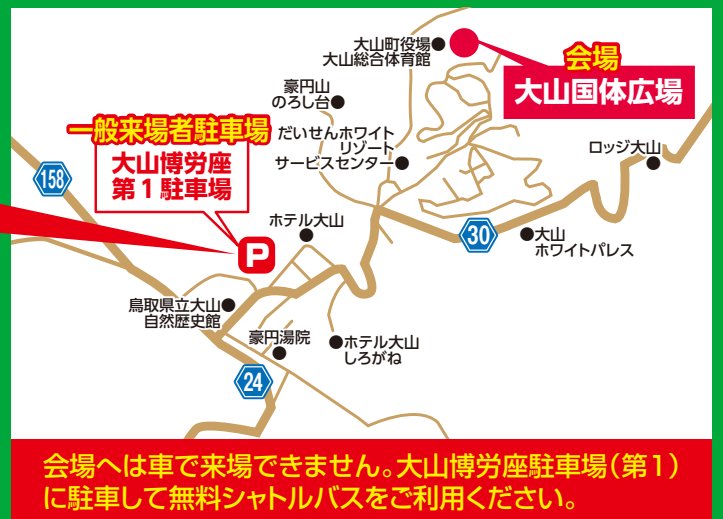 大山町役場
大山総合体育館
会場
大山国体広場
豪円山
のろし台
一般来場者駐車場
大山博労座
第1駐車場
だいせんホワイト
リゾート
サービスセンター
ロッジ大山
158
ホテル大山
P
30
大山
ホワイトパレス
鳥取県立大山
自然歴史館
豪円湯院
ホテル大山
しろがね
24
会場へは車で来場できません。大山博労座駐車場(第1)
に駐車して無料シャトルバスをご利用ください。